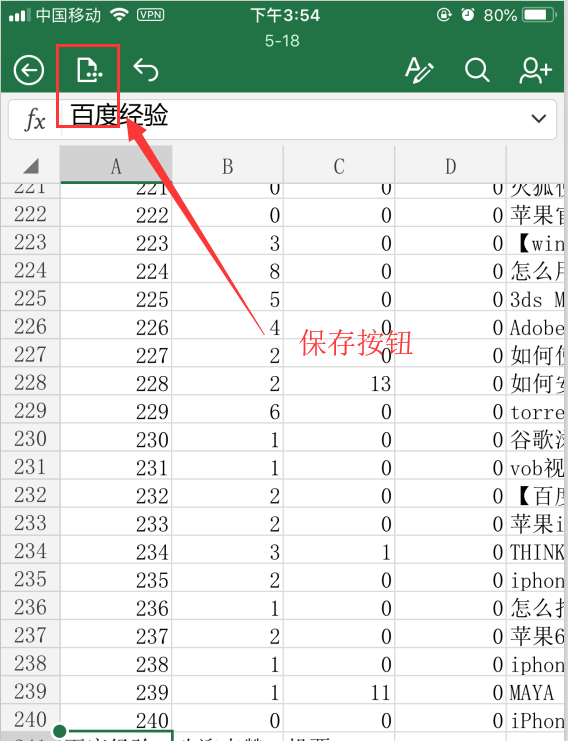 中国移动 VPN 下午3:54 80%
5-18
fx 百度经验
A B C D
221 221 0 0 0
222 222 0 0 0 苹果官
223 223 3 0 0 【win
224 224 8 0 0 怎么用
225 225 5 0 0 3ds M
226 226 4 0 0 Adobe
保存按钮
227 227 2 0 0 如何使
228 228 2 13 0 如何安
229 229 6 0 0 torre
230 230 1 0 0 谷歌浏
231 231 1 0 0 vob视
232 232 2 0 0 【百度
233 233 2 0 0 苹果i
234 234 3 1 0 THINK
235 235 2 0 0 iphon
236 236 1 0 0 怎么
237 237 2 0 0 苹果6
238 238 1 0 0 iphon
239 239 1 11 0 MAYA
240 240 0 0 0 iPhon